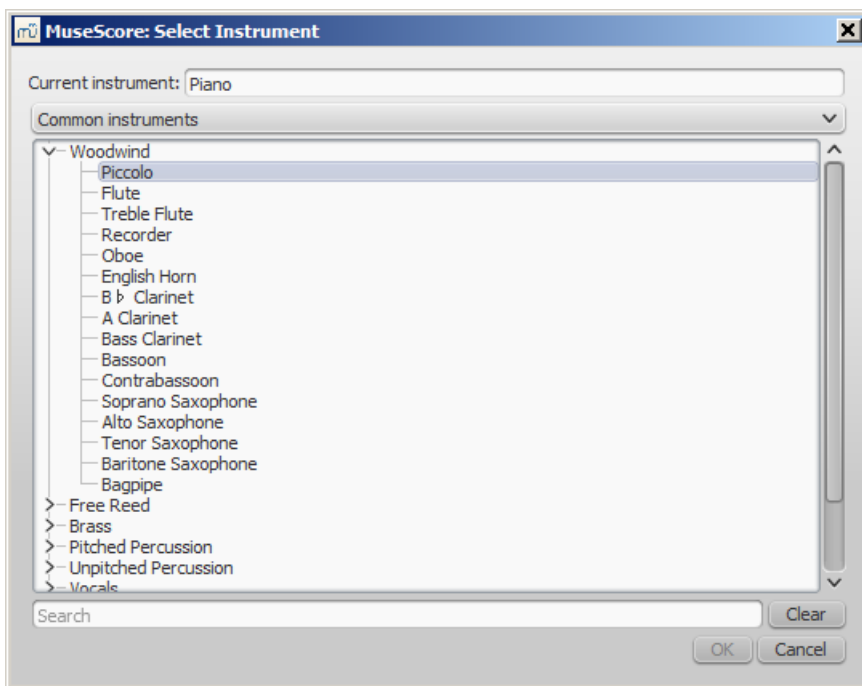 mü MuseScore: Select Instrument
Current instrument: Piano
Common instruments
Woodwind
Piccolo
Flute
Treble Flute
Recorder
Oboe
English Horn
B♭ Clarinet
A Clarinet
Bass Clarinet
Bassoon
Contrabassoon
Soprano Saxophone
Alto Saxophone
Tenor Saxophone
Baritone Saxophone
Bagpipe
Free Reed
Brass
Pitched Percussion
Unpitched Percussion
Vocals
Search Clear
OK Cancel